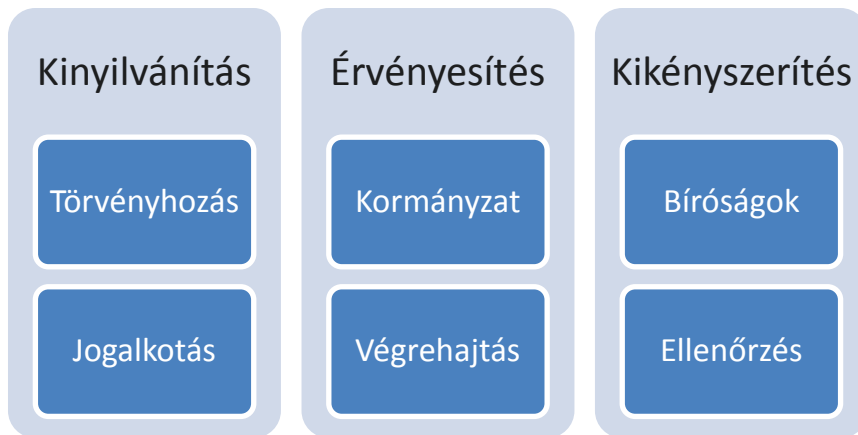 Kinyilvánítás
Törvényhozás
Jogalkotás
Érvényesítés
Kormányzat
Végrehajtás
Kikényszerítés
Bíróságok
Ellenőrzés